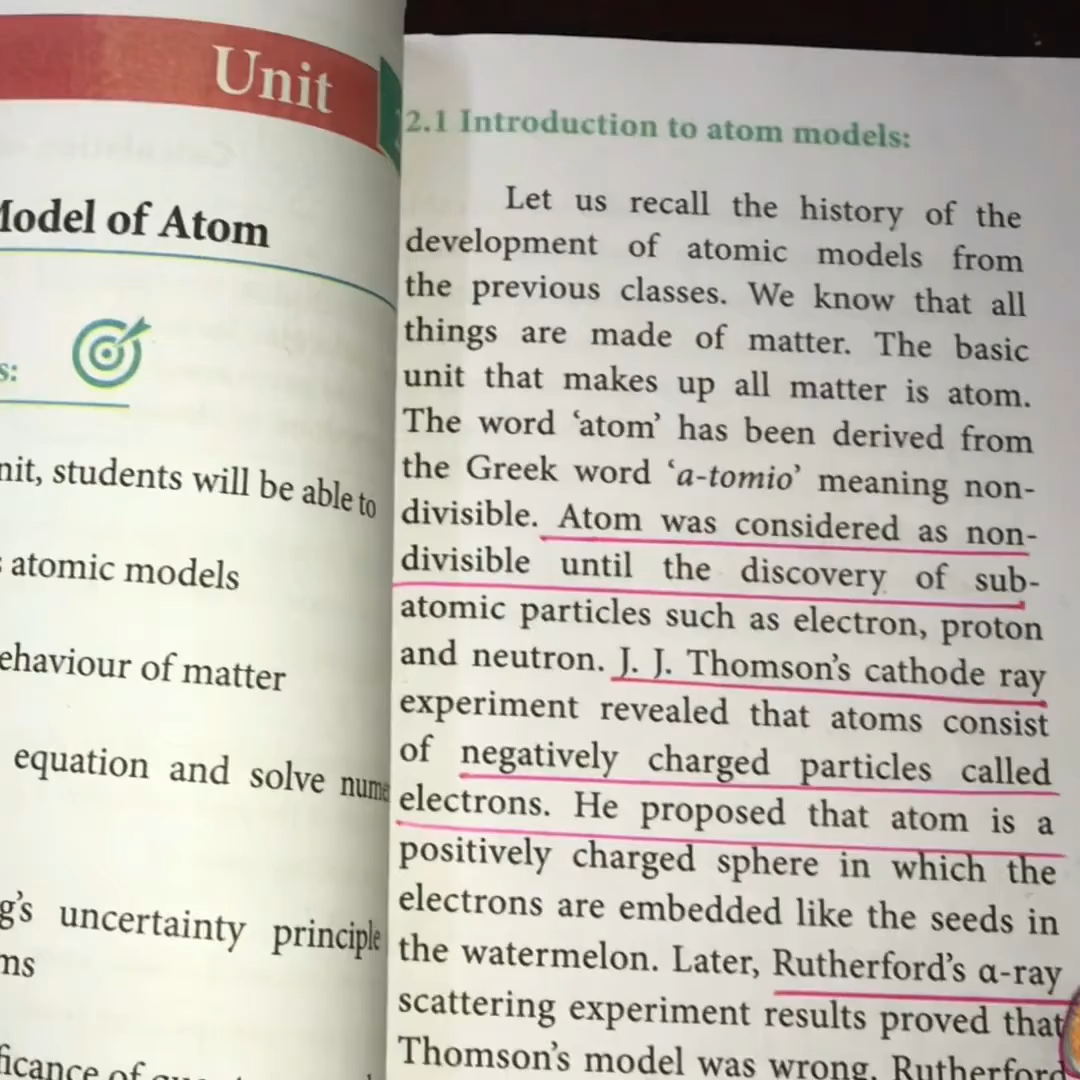 Unit
Model of Atom
s:
nit, students will be able to
atomic models
ehaviour of matter
equation and solve
g's uncertainty principle
ms
ficance of
2.1 Introduction to atom models:
Let us recall the history of the
development of atomic models from
the previous classes. We know that all
things are made of matter. The basic
unit that makes up all matter is atom.
The word ‘atom’ has been derived from
the Greek word ‘a-tomio’ meaning non-
divisible. Atom was considered as non-
divisible until the discovery of sub-
atomic particles such as electron, proton
and neutron. J. J. Thomson’s cathode ray
experiment revealed that atoms consist
of negatively charged particles called
electrons. He proposed that atom is a
positively charged sphere in which the
electrons are embedded like the seeds in
the watermelon. Later, Rutherford’s α-ray
scattering experiment results proved that
Thomson’s model was wrong. Rutherford